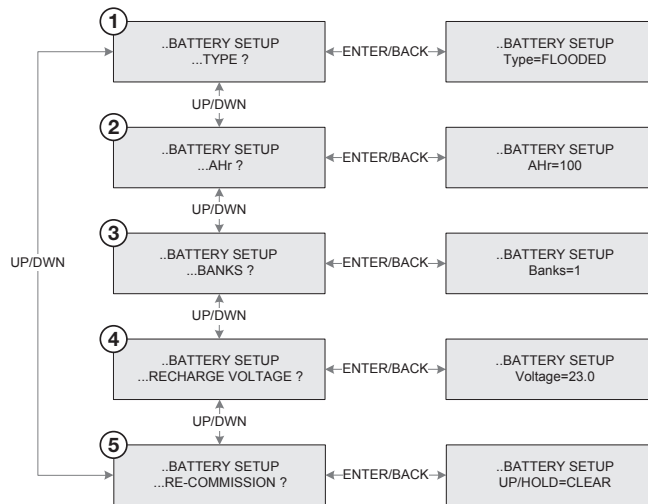 1
..BATTERY SETUP
...TYPE ?
ENTER/BACK
..BATTERY SETUP
Type=FLOODED
UP/DWN
2
..BATTERY SETUP
...AHr ?
ENTER/BACK
..BATTERY SETUP
AHr=100
UP/DWN
3
..BATTERY SETUP
...BANKS ?
ENTER/BACK
..BATTERY SETUP
Banks=1
UP/DWN
UP/DWN
4
..BATTERY SETUP
...RECHARGE VOLTAGE ?
ENTER/BACK
..BATTERY SETUP
Voltage=23.0
UP/DWN
5
..BATTERY SETUP
...RE-COMMISSION ?
ENTER/BACK
..BATTERY SETUP
UP/HOLD=CLEAR